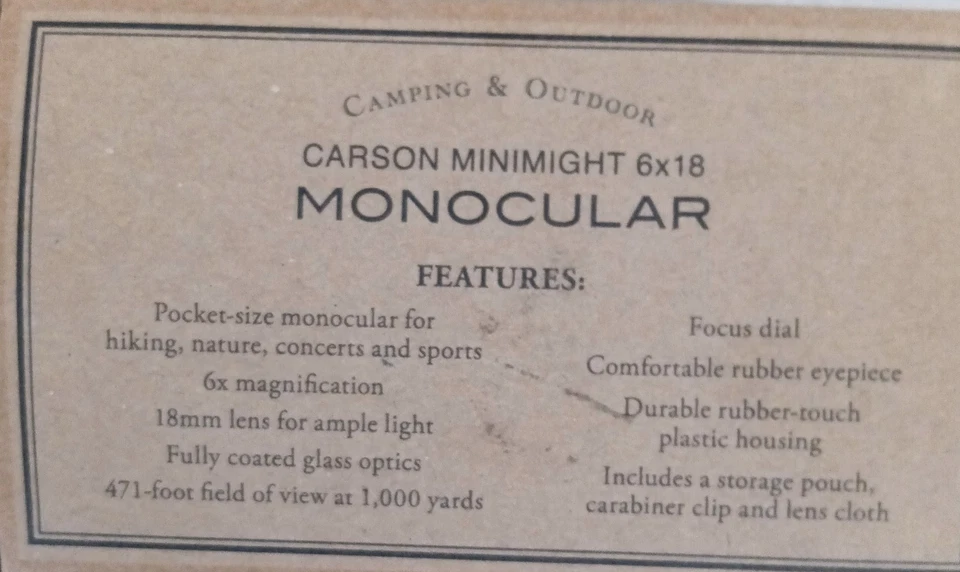 CAMPING & OUTDOOR
CARSON MINIMIGHT 6x18
MONOCULAR
FEATURES:
Pocket-size monocular for
hiking, nature, concerts and sports
6x magnification
18mm lens for ample light
Fully coated glass optics
471-foot field of view at 1,000 yards
Focus dial
Comfortable rubber eyepiece
Durable rubber-touch
plastic housing
Includes a storage pouch,
carabiner clip and lens cloth